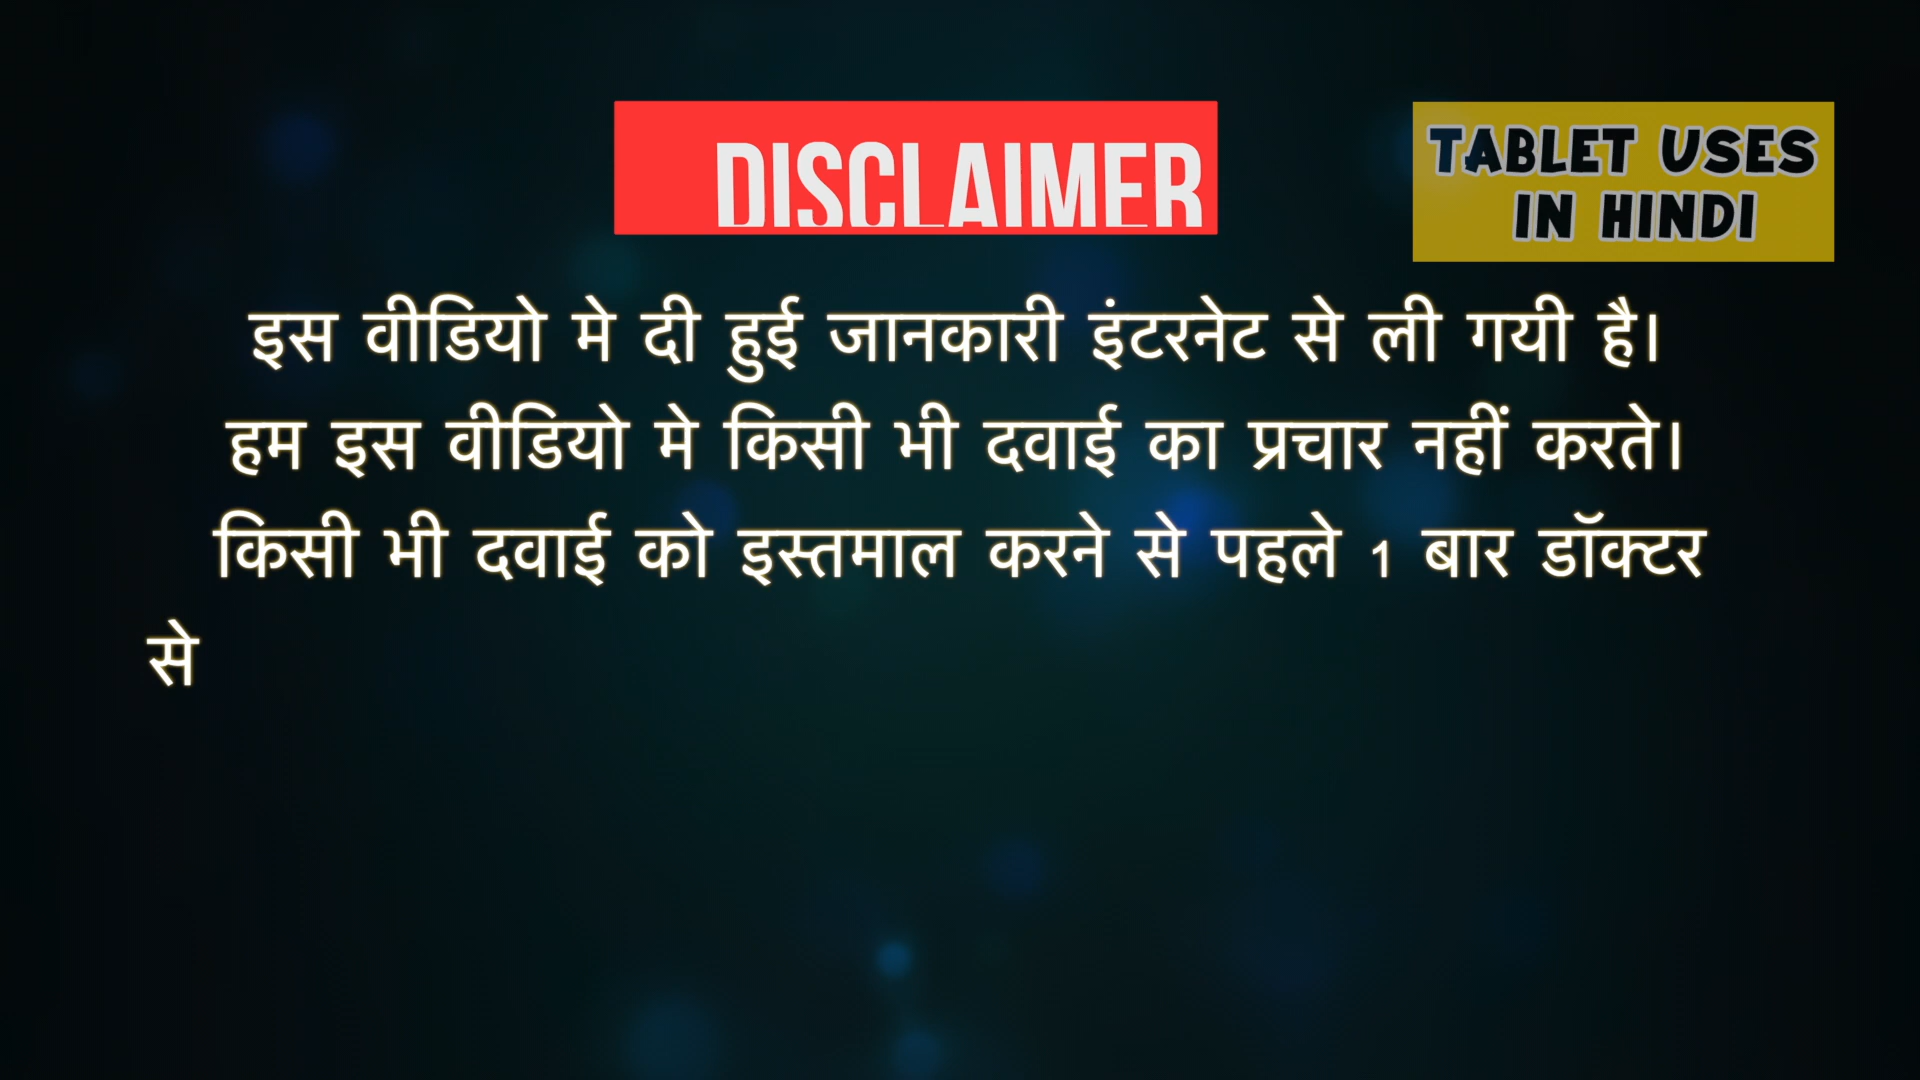 DISCLAIMER
TABLET USES
IN HINDI
इस वीडियो मे दी हुई जानकारी इंटरनेट से ली गयी है।
हम इस वीडियो मे किसी भी दवाई का प्रचार नहीं करते।
किसी भी दवाई को इस्तमाल करने से पहले 1 बार डॉक्टर
से